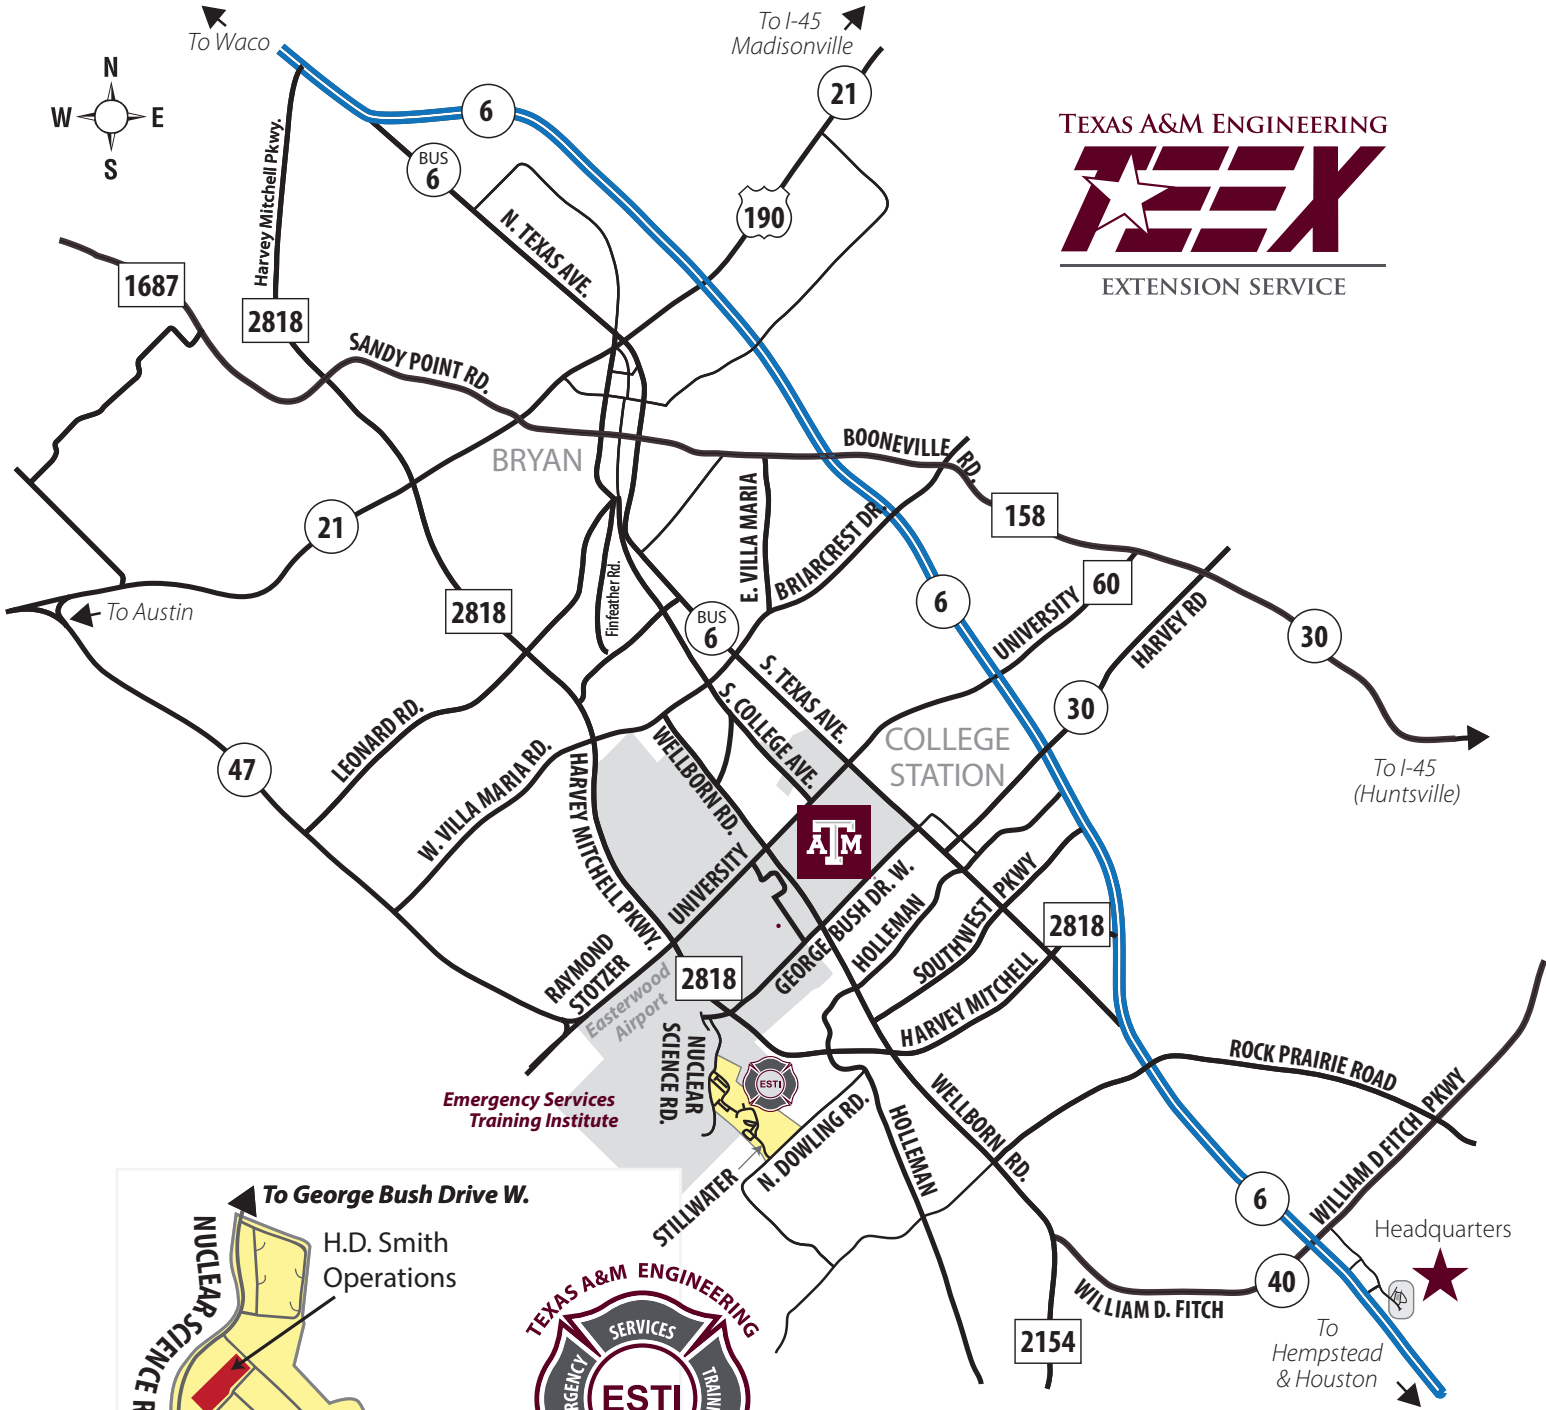 To Waco
To I-45
Madisonville
N
W
E
S
6
21
BUS
6
190
TEXAS A&M ENGINEERING
TEEX
EXTENSION SERVICE
Harvey Mitchell Pkwy.
N. TEXAS AVE.
1687
2818
SANDY POINT RD.
BRYAN
BOONEVILLE RD.
21
158
E. VILLA MARIA
BRIARCREST DR.
Finfeather Rd.
To Austin
2818
BUS
6
6
UNIVERSITY
60
HARVEY RD
30
30
S. TEXAS AVE.
S. COLLEGE AVE.
COLLEGE
STATION
LEONARD RD.
47
W. VILLA MARIA RD.
HARVEY MITCHELL PKWY.
WELLBORN RD.
To I-45
(Huntsville)
ATM
UNIVERSITY
GEORGE BUSH DR. W.
HOLLEMAN
SOUTHWEST PKWY
2818
RAYMOND
STOTZER
Easterwood
Airport
2818
HARVEY MITCHELL
NUCLEAR
SCIENCE RD.
ESTI
Emergency Services
Training Institute
ROCK PRAIRIE ROAD
WELLBORN RD.
HOLLEMAN
N. DOWLING RD.
STILLWATER
WILLIAM D FITCH PKWY
6
Headquarters
40
WILLIAM D. FITCH
2154
To
Hempstead
& Houston
To George Bush Drive W.
H.D. Smith
Operations
NUCLEAR SCIENCE R
TEXAS A&M ENGINEERING
SERVICES
RGENCY
TRAIN
ESTI